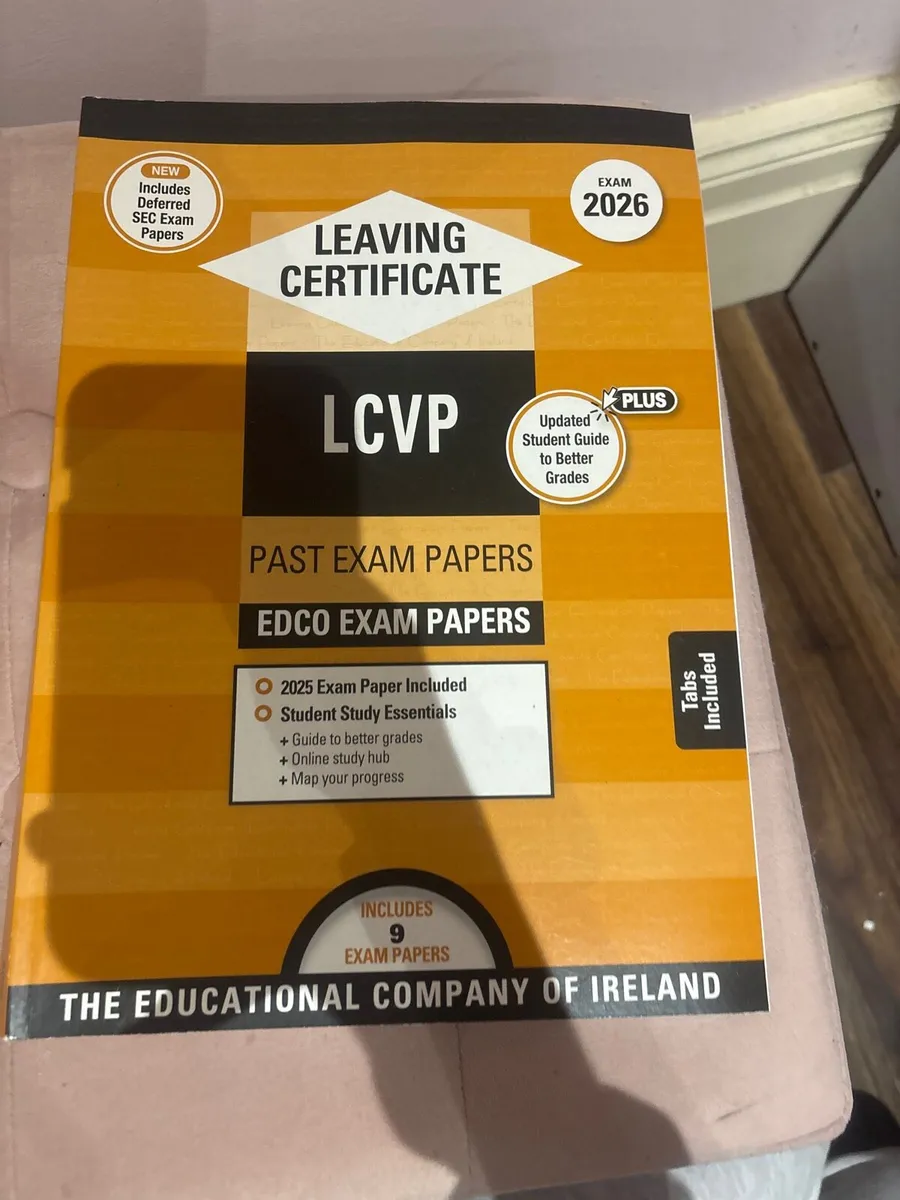 NEW
Includes
Deferred
SEC Exam
Papers
EXAM
2026
LEAVING
CERTIFICATE
LCVP
PLUS
Updated
Student Guide
to Better
Grades
PAST EXAM PAPERS
EDCO EXAM PAPERS
2025 Exam Paper Included
Student Study Essentials
+ Guide to better grades
+ Online study hub
+ Map your progress
Tabs
Included
INCLUDES
9
EXAM PAPERS
THE EDUCATIONAL COMPANY OF IRELAND